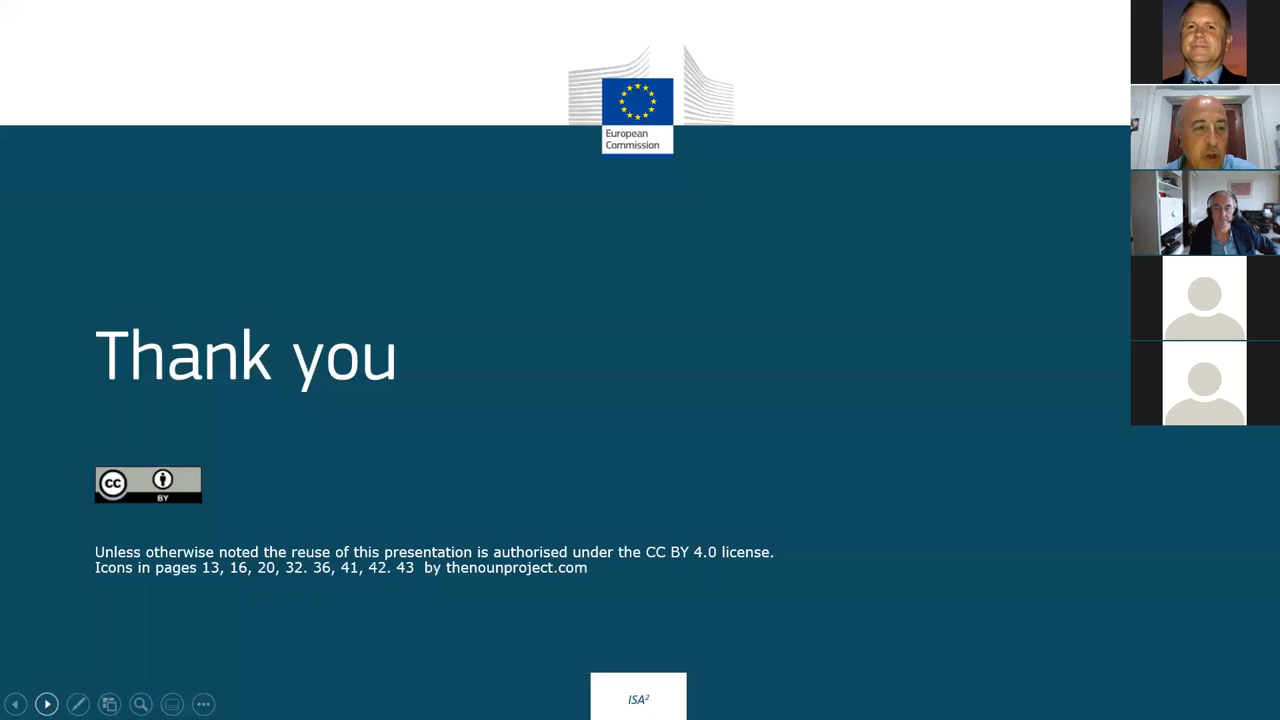 European
Commission
Thank you
cc
BY
Unless otherwise noted the reuse of this presentation is authorised under the CC BY 4.0 license.
Icons in pages 13, 16, 20, 32. 36, 41, 42. 43  by thenounproject.com
ISA²